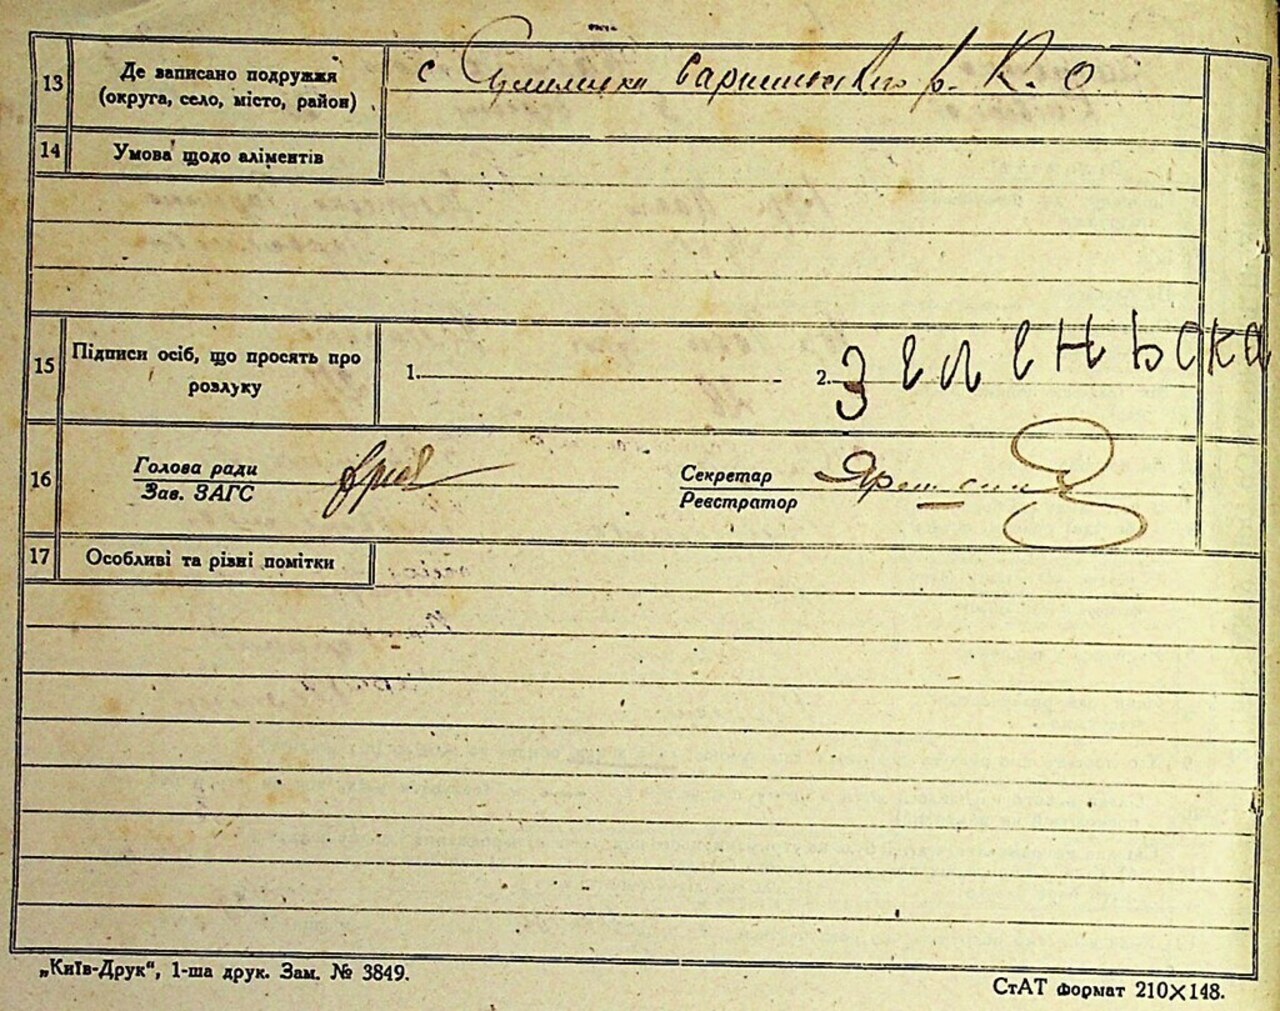 13 Де записано подружжя
(округа, село, місто, район) с Сулимівка Баришівського р. К. О.
14 Умова щодо аліментів
15 Підписи осіб, що просять про
розлуку 1. 2. Зеленьска
16 Голова ради
Зав. ЗАГС
Секретар
Реєстратор
17 Особливі та різні помітки
„Київ-Друк“, 1-ша друк. Зам. № 3849.
СтАТ формат 210×148.